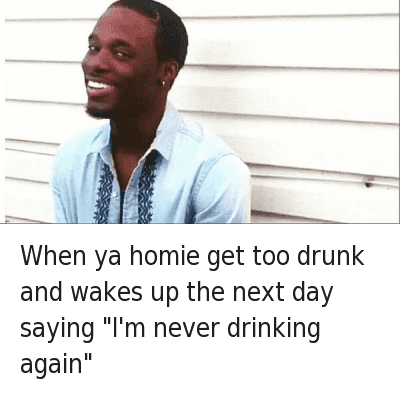 When ya homie get too drunk
and wakes up the next day
saying "I'm never drinking
again"